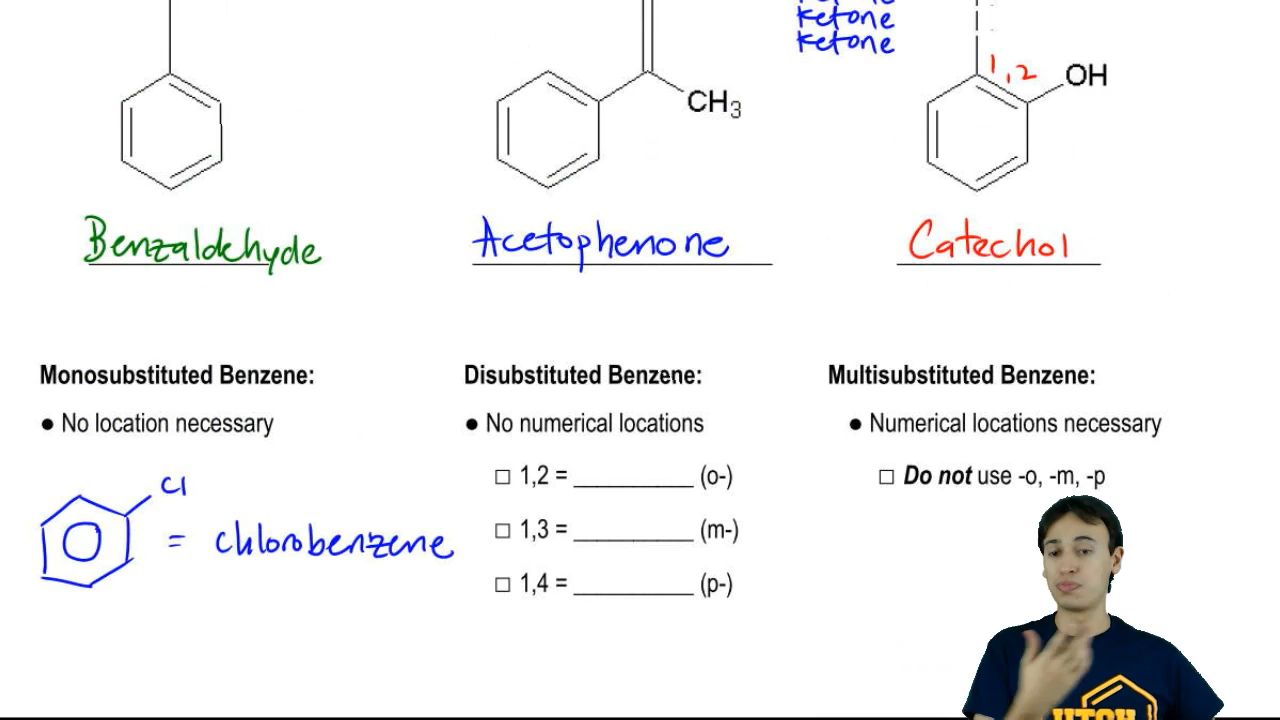 ketone
ketone
1,2
OH
CH3
Benzaldehyde
Acetophenone
Catechol
Monosubstituted Benzene:
● No location necessary
Cl
= chlorobenzene
Disubstituted Benzene:
● No numerical locations
□ 1,2 = __________ (o-)
□ 1,3 = __________ (m-)
□ 1,4 = __________ (p-)
Multisubstituted Benzene:
● Numerical locations necessary
□ Do not use -o, -m, -p